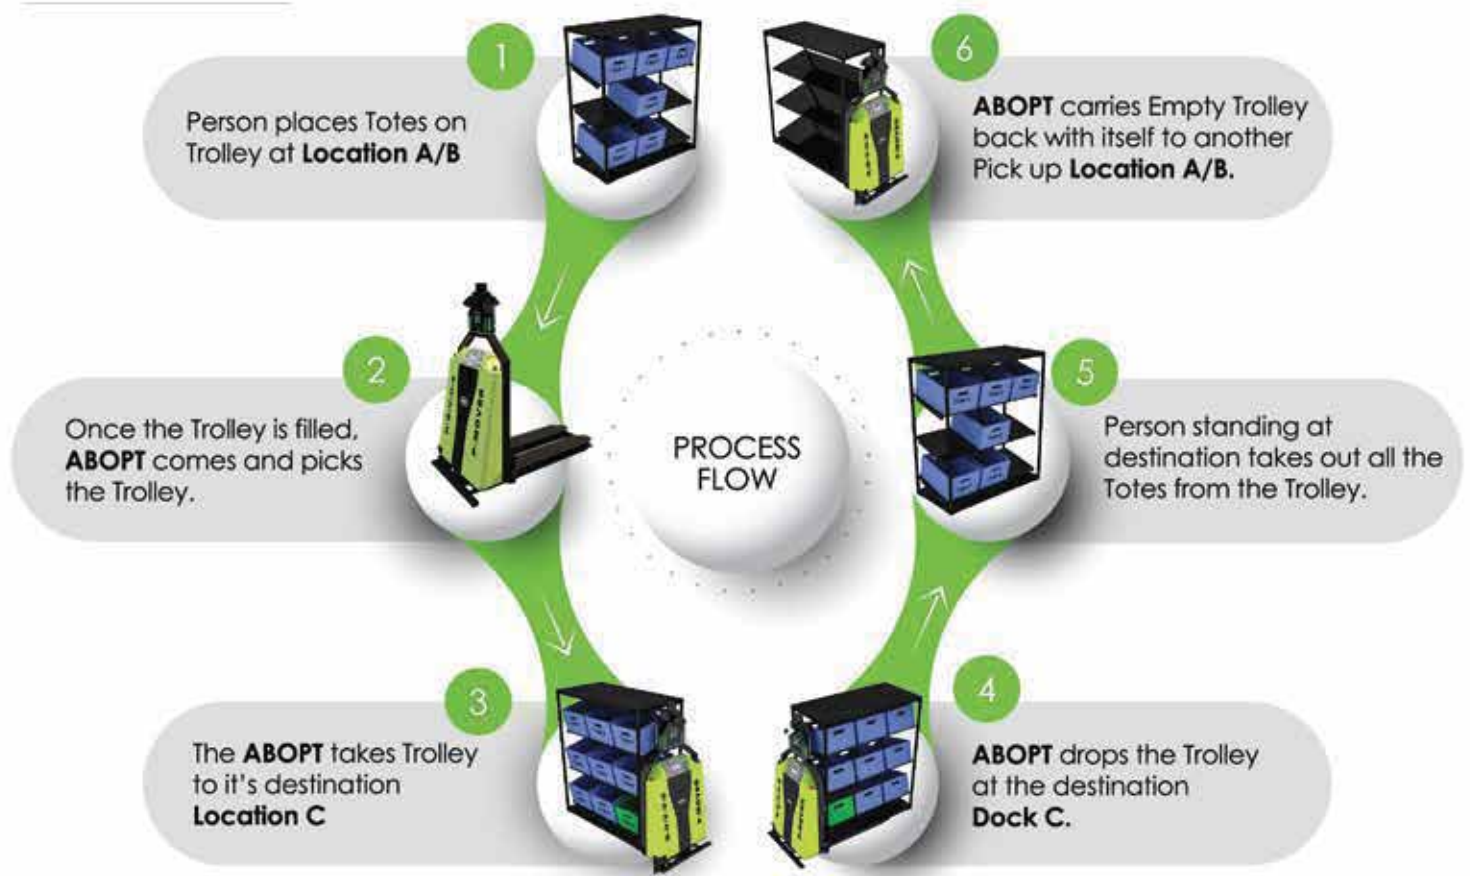 1
Person places Totes on
Trolley at Location A/B
2
Once the Trolley is filled,
ABOPT comes and picks
the Trolley.
3
The ABOPT takes Trolley
to it's destination
Location C
4
ABOPT drops the Trolley
at the destination
Dock C.
5
Person standing at
destination takes out all the
Totes from the Trolley.
6
ABOPT carries Empty Trolley
back with itself to another
Pick up Location A/B.
PROCESS
FLOW